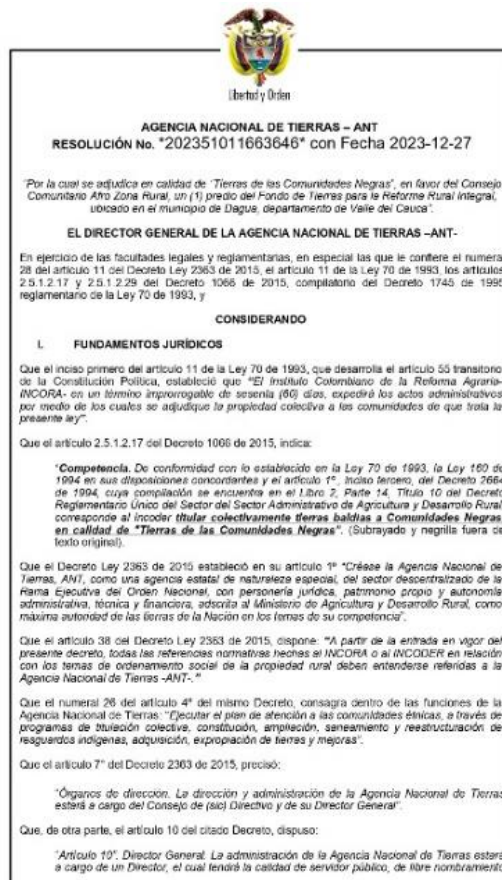 Libertad y Orden
AGENCIA NACIONAL DE TIERRAS – ANT
RESOLUCIÓN No. *202351011663646* con Fecha 2023-12-27
"Por la cual se adjudica en calidad de "Tierras de las Comunidades Negras", en favor del Consejo
Comunitario Afro Zona Rural, un (1) predio del Fondo de Tierras para la Reforma Rural Integral,
ubicado en el municipio de Dagua, departamento de Valle del Cauca".
EL DIRECTOR GENERAL DE LA AGENCIA NACIONAL DE TIERRAS –ANT-
En ejercicio de las facultades legales y reglamentarias, en especial las que le confiere el numeral
28 del artículo 11 del Decreto Ley 2363 de 2015, el artículo 11 de la Ley 70 de 1993, los artículos
2.5.1.2.17 y 2.5.1.2.29 del Decreto 1066 de 2015, compilatorio del Decreto 1745 de 1995
reglamentario de la Ley 70 de 1993, y
CONSIDERANDO
I. FUNDAMENTOS JURÍDICOS
Que el inciso primero del artículo 11 de la Ley 70 de 1993, que desarrolla el artículo 55 transitorio
de la Constitución Política, estableció que "El Instituto Colombiano de la Reforma Agraria-
INCORA- en un término improrrogable de sesenta (60) días, expedirá los actos administrativos
por medio de los cuales se adjudique la propiedad colectiva a las comunidades de que trata la
presente ley".
Que el artículo 2.5.1.2.17 del Decreto 1066 de 2015, indica:
"Competencia. De conformidad con lo establecido en la Ley 70 de 1993, la Ley 160 de
1994 en sus disposiciones concordantes y el artículo 1°, inciso tercero, del Decreto 2664
de 1994, cuya compilación se encuentra en el Libro 2, Parte 14, Título 10 del Decreto
Reglamentario Único del Sector del Sector Administrativo de Agricultura y Desarrollo Rural,
corresponde al Incoder titular colectivamente tierras baldías a Comunidades Negras
en calidad de "Tierras de las Comunidades Negras". (Subrayado y negrilla fuera de
texto original).
Que el Decreto Ley 2363 de 2015 estableció en su artículo 1º "Créase la Agencia Nacional de
Tierras, ANT, como una agencia estatal de naturaleza especial, del sector descentralizado de la
Rama Ejecutiva del Orden Nacional, con personería jurídica, patrimonio propio y autonomía
administrativa, técnica y financiera, adscrita al Ministerio de Agricultura y Desarrollo Rural, como
máxima autoridad de las tierras de la Nación en los temas de su competencia".
Que el artículo 38 del Decreto Ley 2363 de 2015, dispone: "A partir de la entrada en vigor del
presente decreto, todas las referencias normativas hechas al INCORA o al INCODER en relación
con los temas de ordenamiento social de la propiedad rural deben entenderse referidas a la
Agencia Nacional de Tierras -ANT-."
Que el numeral 26 del artículo 4º del mismo Decreto, consagra dentro de las funciones de la
Agencia Nacional de Tierras: "Ejecutar el plan de atención a las comunidades étnicas, a través de
programas de titulación colectiva, constitución, ampliación, saneamiento y reestructuración de
resguardos indígenas, adquisición, expropiación de tierras y mejoras".
Que el artículo 7° del Decreto 2363 de 2015, precisó:
"Órganos de dirección. La dirección y administración de la Agencia Nacional de Tierras
estará a cargo del Consejo de (sic) Directivo y de su Director General".
Que, de otra parte, el artículo 10 del citado Decreto, dispuso:
"Artículo 10°. Director General. La administración de la Agencia Nacional de Tierras estará
a cargo de un Director, el cual tendrá la calidad de servidor público, de libre nombramiento